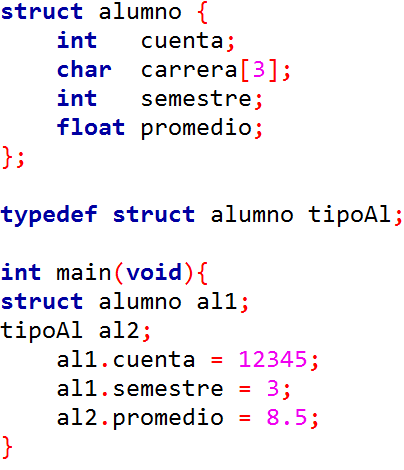 struct alumno {
    int   cuenta;
    char  carrera[3];
    int   semestre;
    float promedio;
};

typedef struct alumno tipoAl;

int main(void){
struct alumno al1;
tipoAl al2;
    al1.cuenta = 12345;
    al1.semestre = 3;
    al2.promedio = 8.5;
}